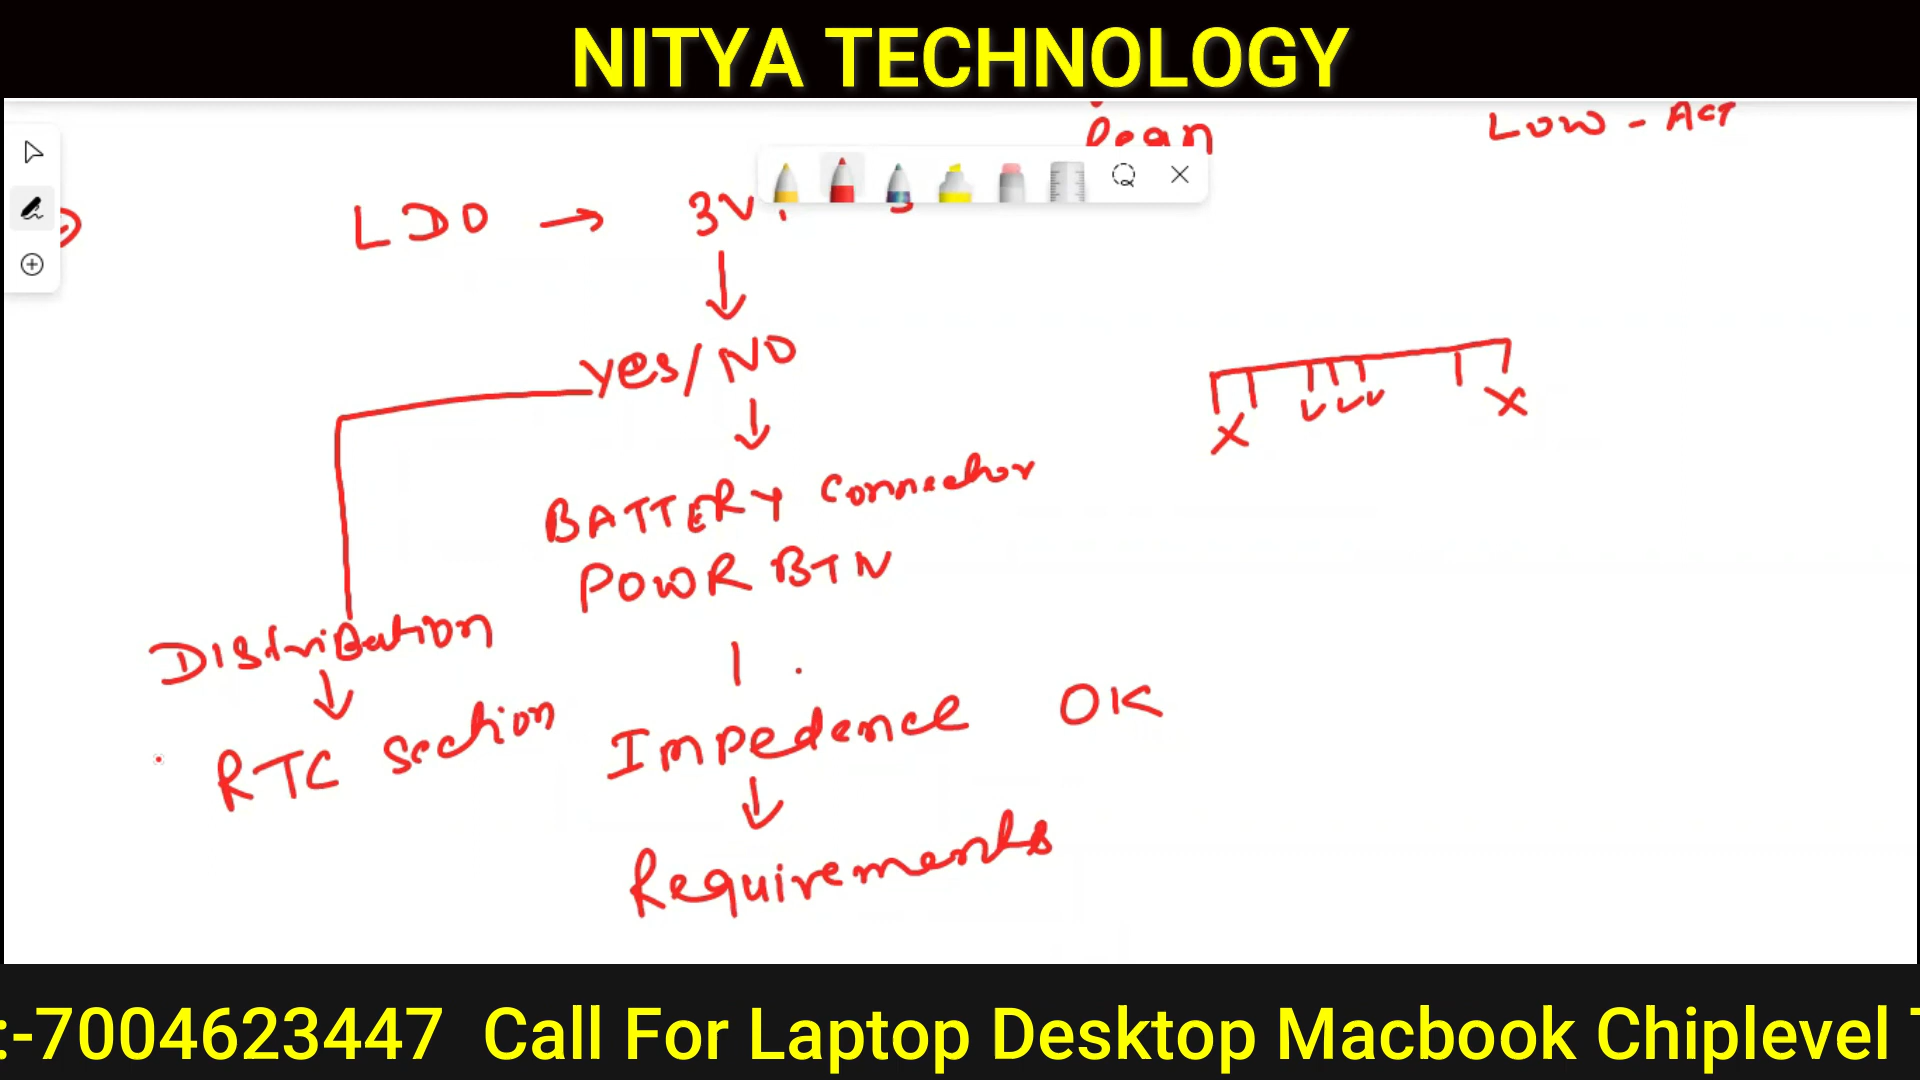 NITYA TECHNOLOGY
LOW - ACT
LDO → 3V
Yes/NO
BATTERY Connector
POWR BTN
DIstriBution
Impedence OK
RTC Section
Requirements
:-7004623447 Call For Laptop Desktop Macbook Chiplevel